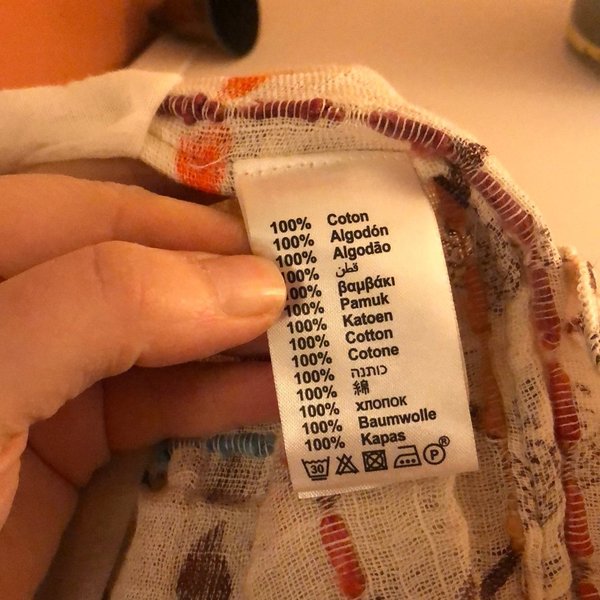 100% Coton
100% Algodón
100% Algodão
100% قطن
100% βαμβάκι
100% Pamuk
100% Katoen
100% Cotton
100% Cotone
100% כותנה
100% 綿
100% хлопок
100% Baumwolle
100% Kapas
30 P ®